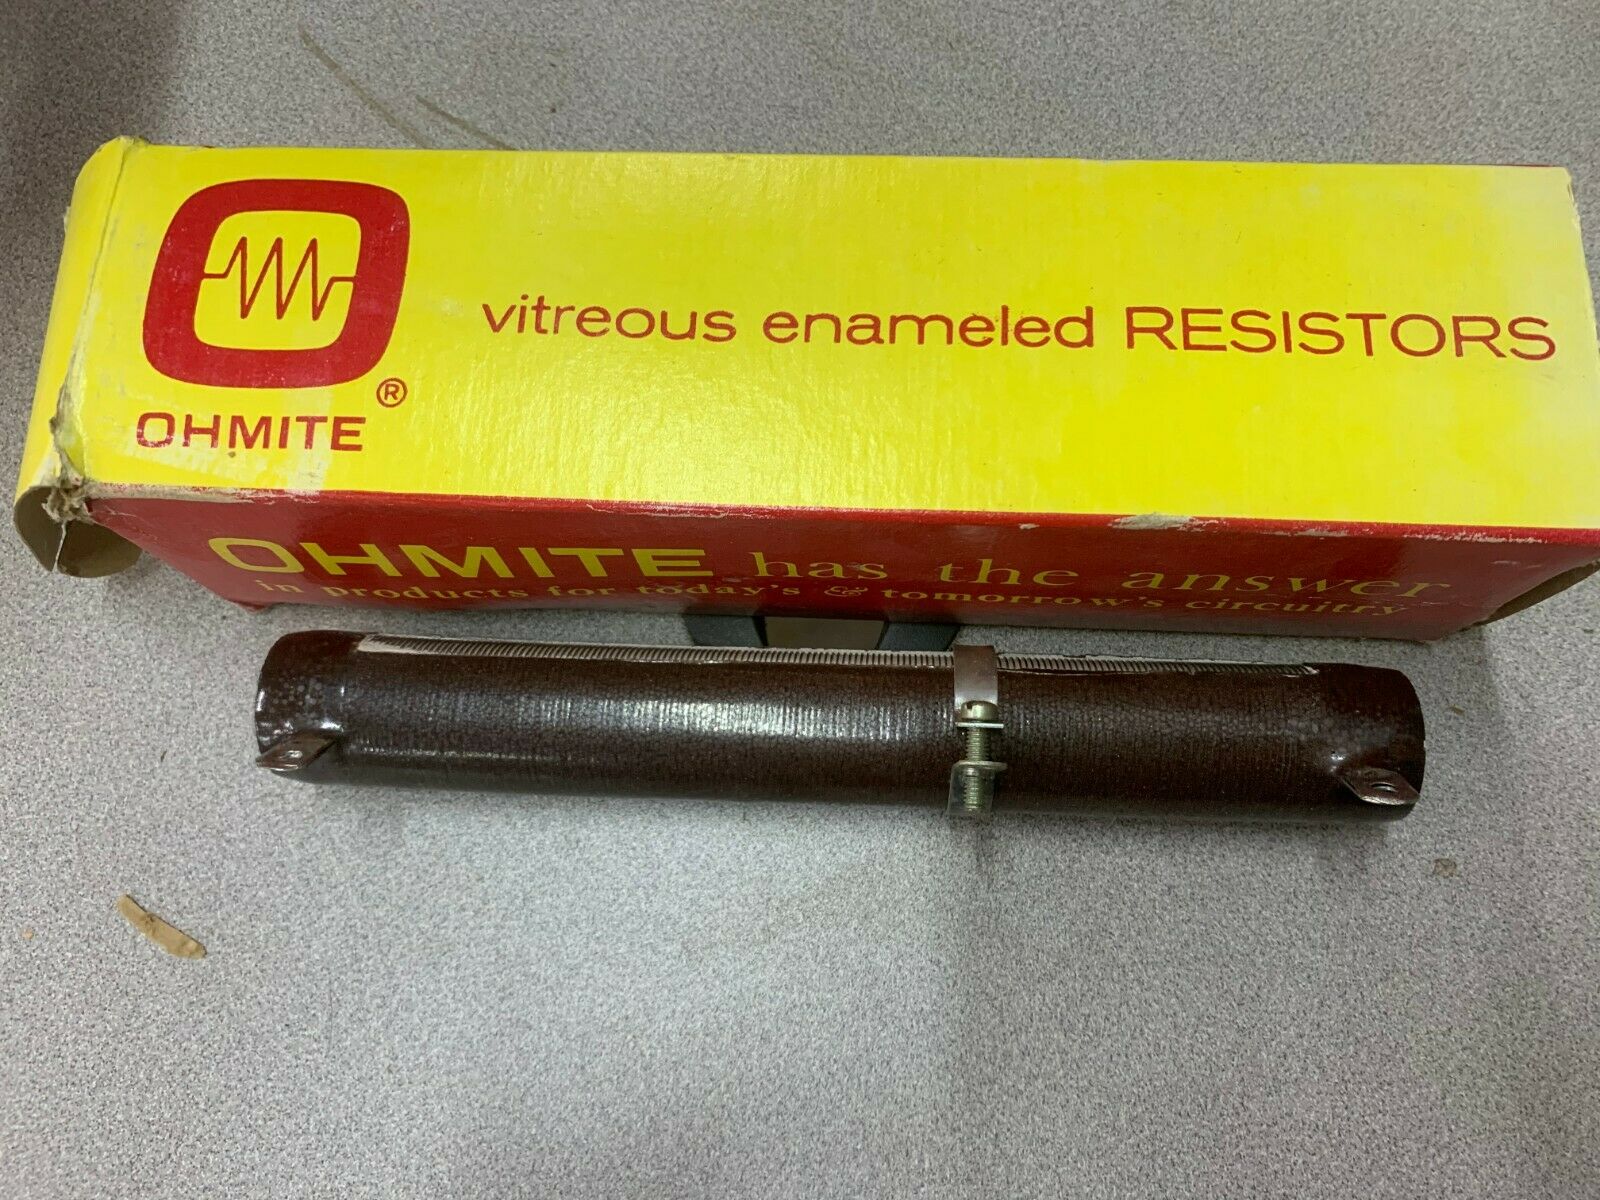 vitreous enameled RESISTORS
®
OHMITE
OHMITE has the answer
in products for today's & tomorrow's circuitry